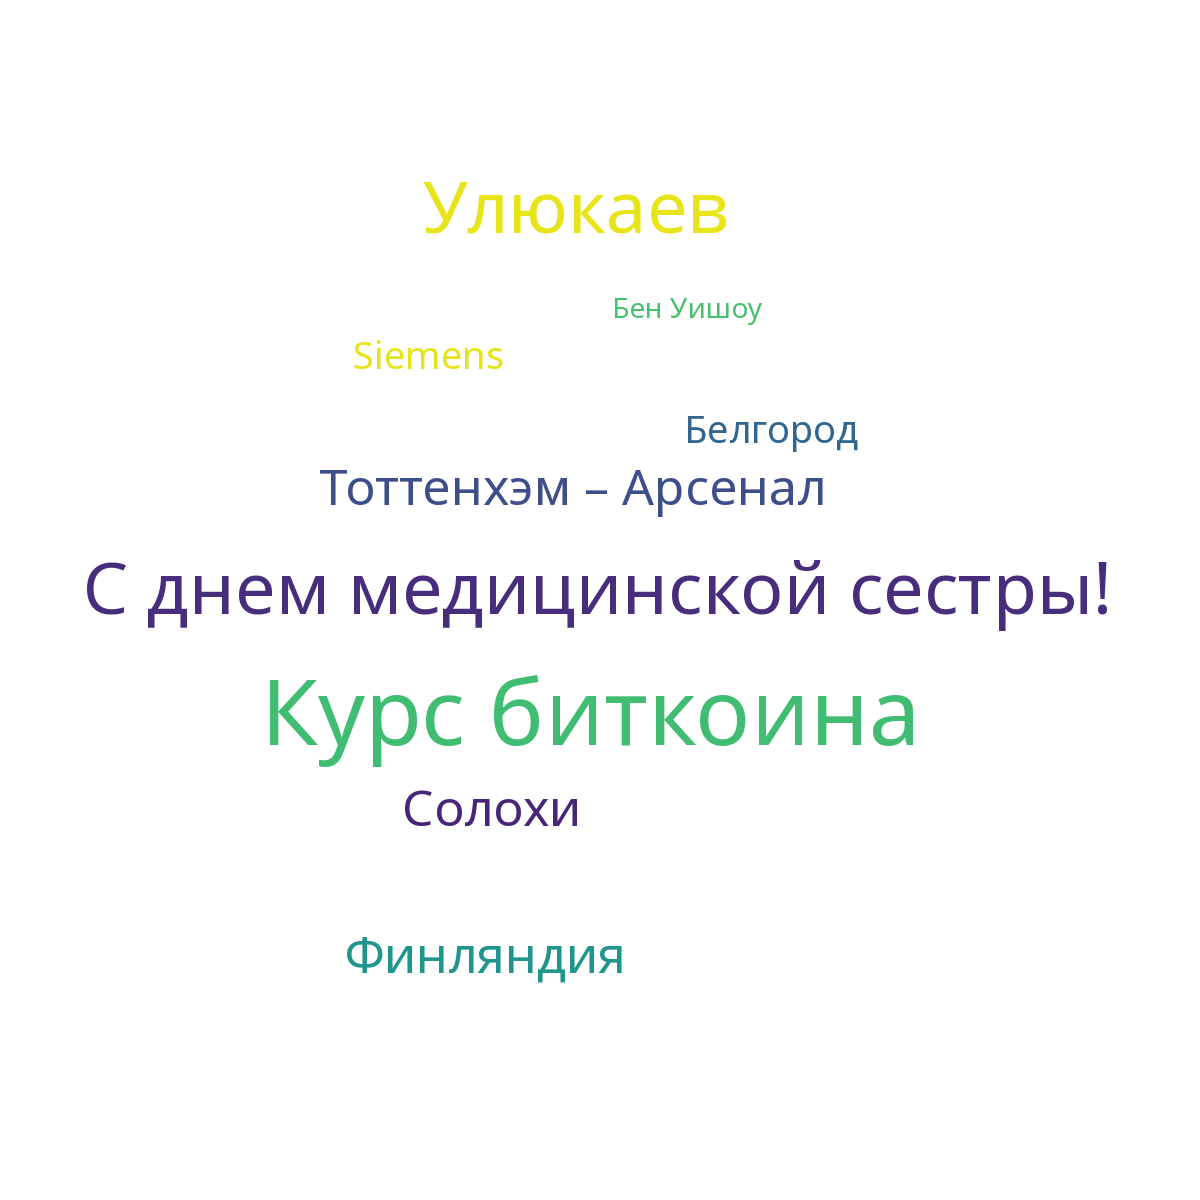 Улюкаев
Бен Уишоу
Siemens
Белгород
Тоттенхэм – Арсенал
С днем медицинской сестры!
Курс биткоина
Солохи
Финляндия